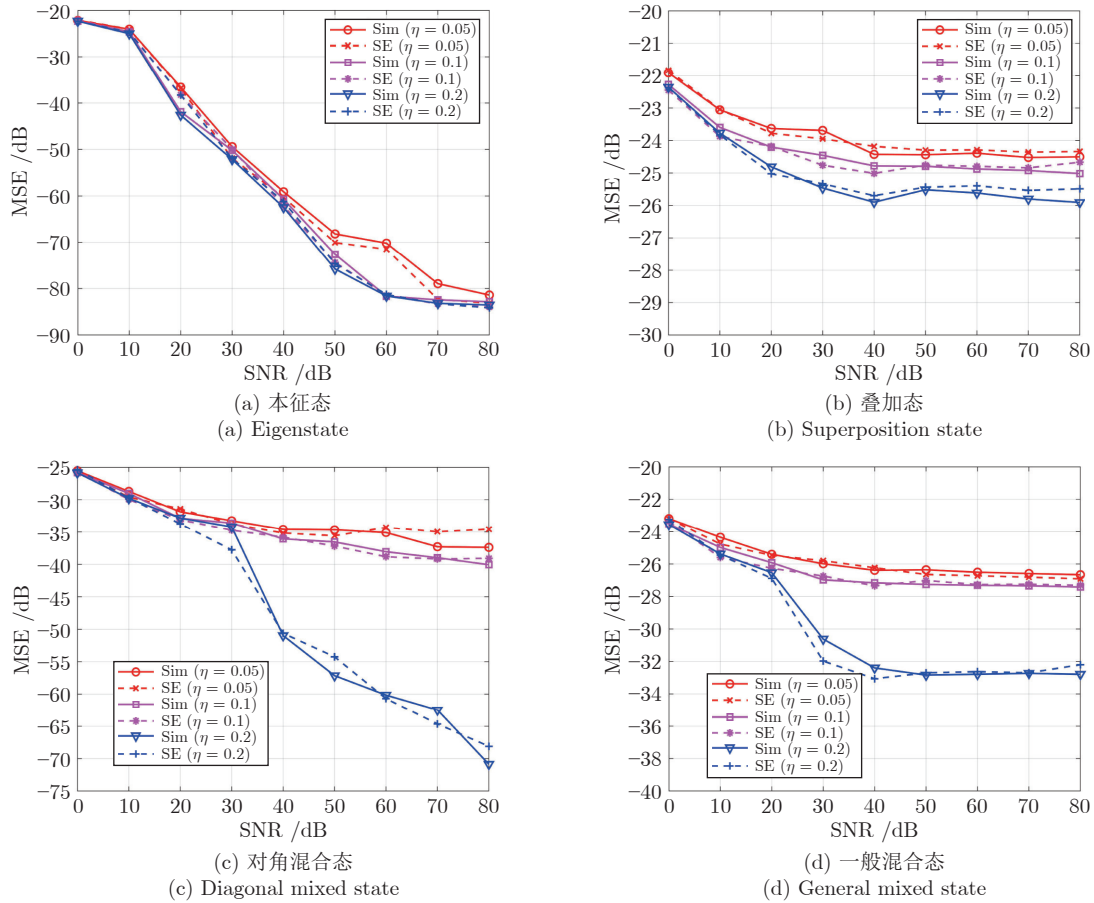 −20
−30
−40
−50
−60
−70
−80
−90
MSE /dB
Sim (η = 0.05)
SE (η = 0.05)
Sim (η = 0.1)
SE (η = 0.1)
Sim (η = 0.2)
SE (η = 0.2)
0 10 20 30 40 50 60 70 80
SNR /dB
(a) 本征态
(a) Eigenstate
−20
−21
−22
−23
−24
−25
−26
−27
−28
−29
−30
MSE /dB
Sim (η = 0.05)
SE (η = 0.05)
Sim (η = 0.1)
SE (η = 0.1)
Sim (η = 0.2)
SE (η = 0.2)
0 10 20 30 40 50 60 70 80
SNR /dB
(b) 叠加态
(b) Superposition state
−25
−30
−35
−40
−45
−50
−55
−60
−65
−70
−75
MSE /dB
Sim (η = 0.05)
SE (η = 0.05)
Sim (η = 0.1)
SE (η = 0.1)
Sim (η = 0.2)
SE (η = 0.2)
0 10 20 30 40 50 60 70 80
SNR /dB
(c) 对角混合态
(c) Diagonal mixed state
−20
−22
−24
−26
−28
−30
−32
−34
−36
−38
−40
MSE /dB
Sim (η = 0.05)
SE (η = 0.05)
Sim (η = 0.1)
SE (η = 0.1)
Sim (η = 0.2)
SE (η = 0.2)
0 10 20 30 40 50 60 70 80
SNR /dB
(d) 一般混合态
(d) General mixed state